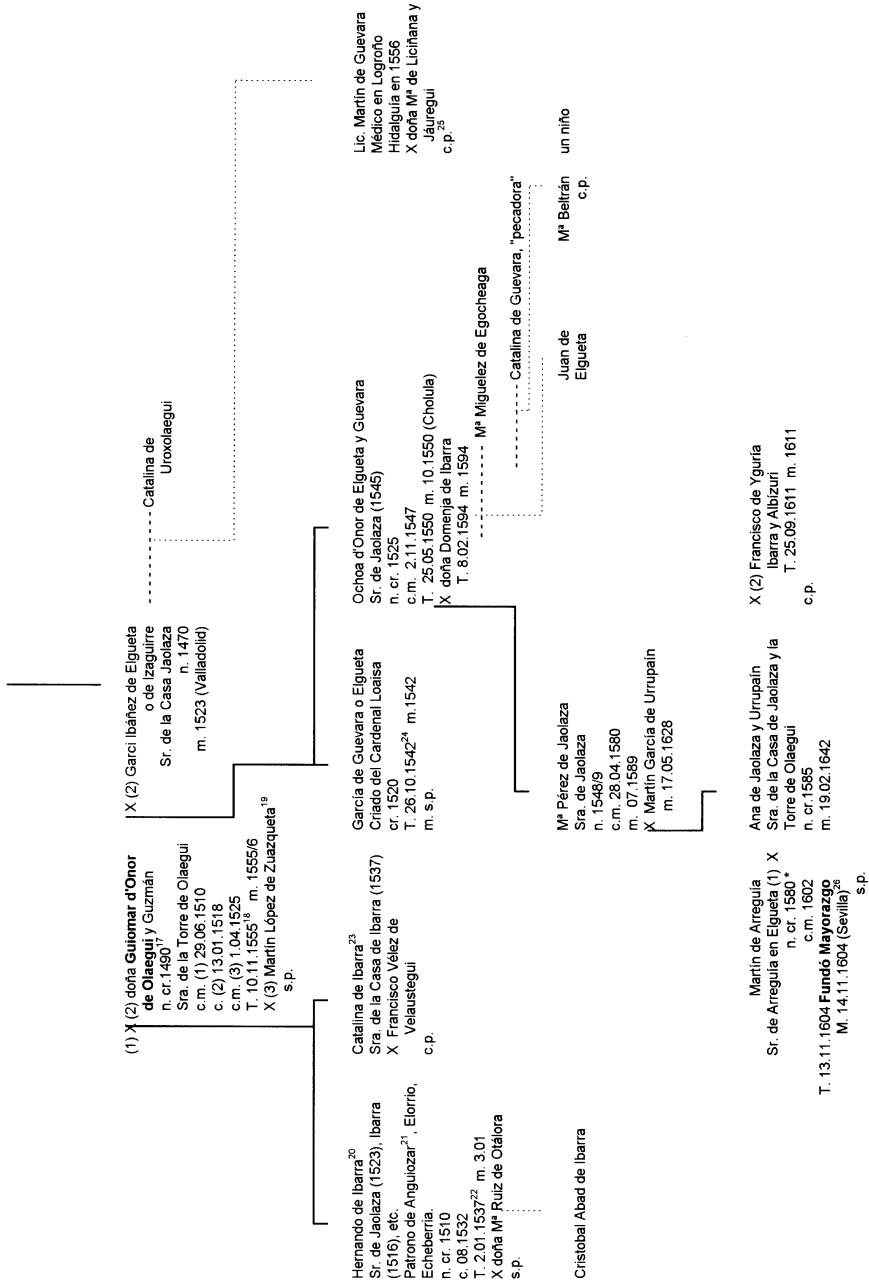 (1) X (2) doña Guiomar d'Onor
de Olaegui y Guzmán
n. cr.1490¹⁷
Sra. de la Torre de Olaegui
c.m. (1) 29.06.1510
c. (2) 13.01.1518
c.m. (3) 1.04.1525
T. 10.11.1555¹⁸ m. 1555/6
X (3) Martín López de Zuazqueta¹⁹
s.p.
X (2) Garci Ibáñez de Elgueta
o de Izaguirre
Sr. de la Casa Jaolaza
n. 1470
m. 1523 (Valladolid)
Catalina de
Uroxolaegui
Hernando de Ibarra²⁰
Sr. de Jaolaza (1523), Ibarra
(1516), etc.
Patrono de Anguiozar²¹, Elorrio,
Echeberria.
n. cr. 1510
c. 08.1532
T. 2.01.1537²² m. 3.01
X doña Mª Ruiz de Otálora
s.p.
Catalina de Ibarra²³
Sra. de la Casa de Ibarra (1537)
X Francisco Vélez de
Velaustegui
c.p.
García de Guevara o Elgueta
Criado del Cardenal Loaisa
cr. 1520
T. 26.10.1542²⁴ m.1542
m. s.p.
Ochoa d'Onor de Elgueta y Guevara
Sr. de Jaolaza (1545)
n. cr. 1525
c.m. 2.11.1547
T. 25.05.1550 m. 10.1550 (Cholula)
X doña Domenja de Ibarra
T. 8.02.1594 m. 1594
Mª Miguelez de Egocheaga
Catalina de Guevara, "pecadora"
Lic. Martín de Guevara
Médico en Logroño
Hidalguía en 1556
X doña Mª de Liciñana y
Jáuregui
c.p.²⁵
Cristobal Abad de Ibarra
Mª Pérez de Jaolaza
Sra. de Jaolaza
n. 1548/9
c.m. 28.04.1580
m. 07.1589
X Martín García de Urrupain
m. 17.05.1628
Juan de
Elgueta
Mª Beltrán
c.p.
un niño
Martín de Arreguía
Sr. de Arreguía en Elgueta (1) X
n. cr. 1580*
c.m. 1602
T. 13.11.1604 Fundó Mayorazgo
M. 14.11.1604 (Sevilla)²⁶
s.p.
Ana de Jaolaza y Urrupaín
Sra. de la Casa de Jaolaza y la
Torre de Olaegui
n. cr.1585
m. 19.02.1642
X (2) Francisco de Yguría
Ibarra y Albízuri
T. 25.09.1611 m. 1611
c.p.